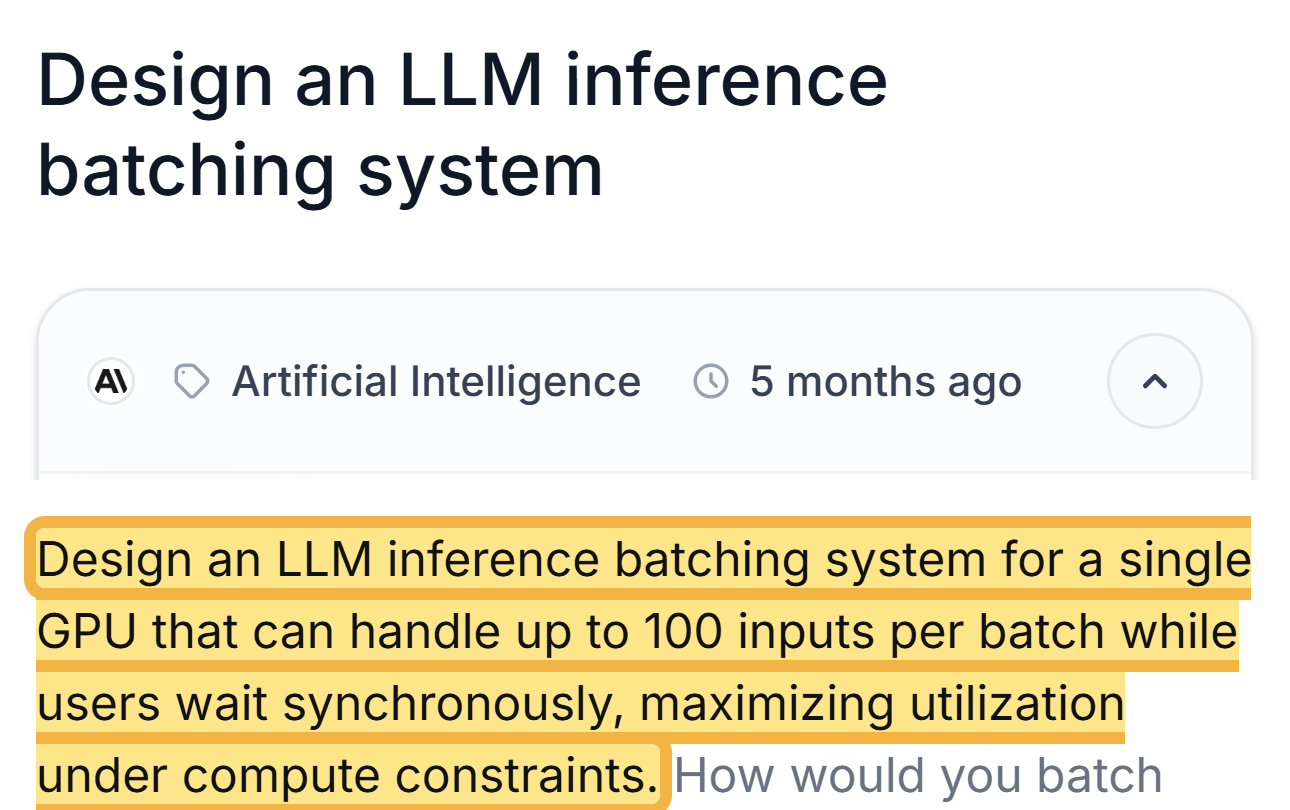 Design an LLM inference
batching system
A\ Artificial Intelligence 5 months ago
Design an LLM inference batching system for a single
GPU that can handle up to 100 inputs per batch while
users wait synchronously, maximizing utilization
under compute constraints. How would you batch